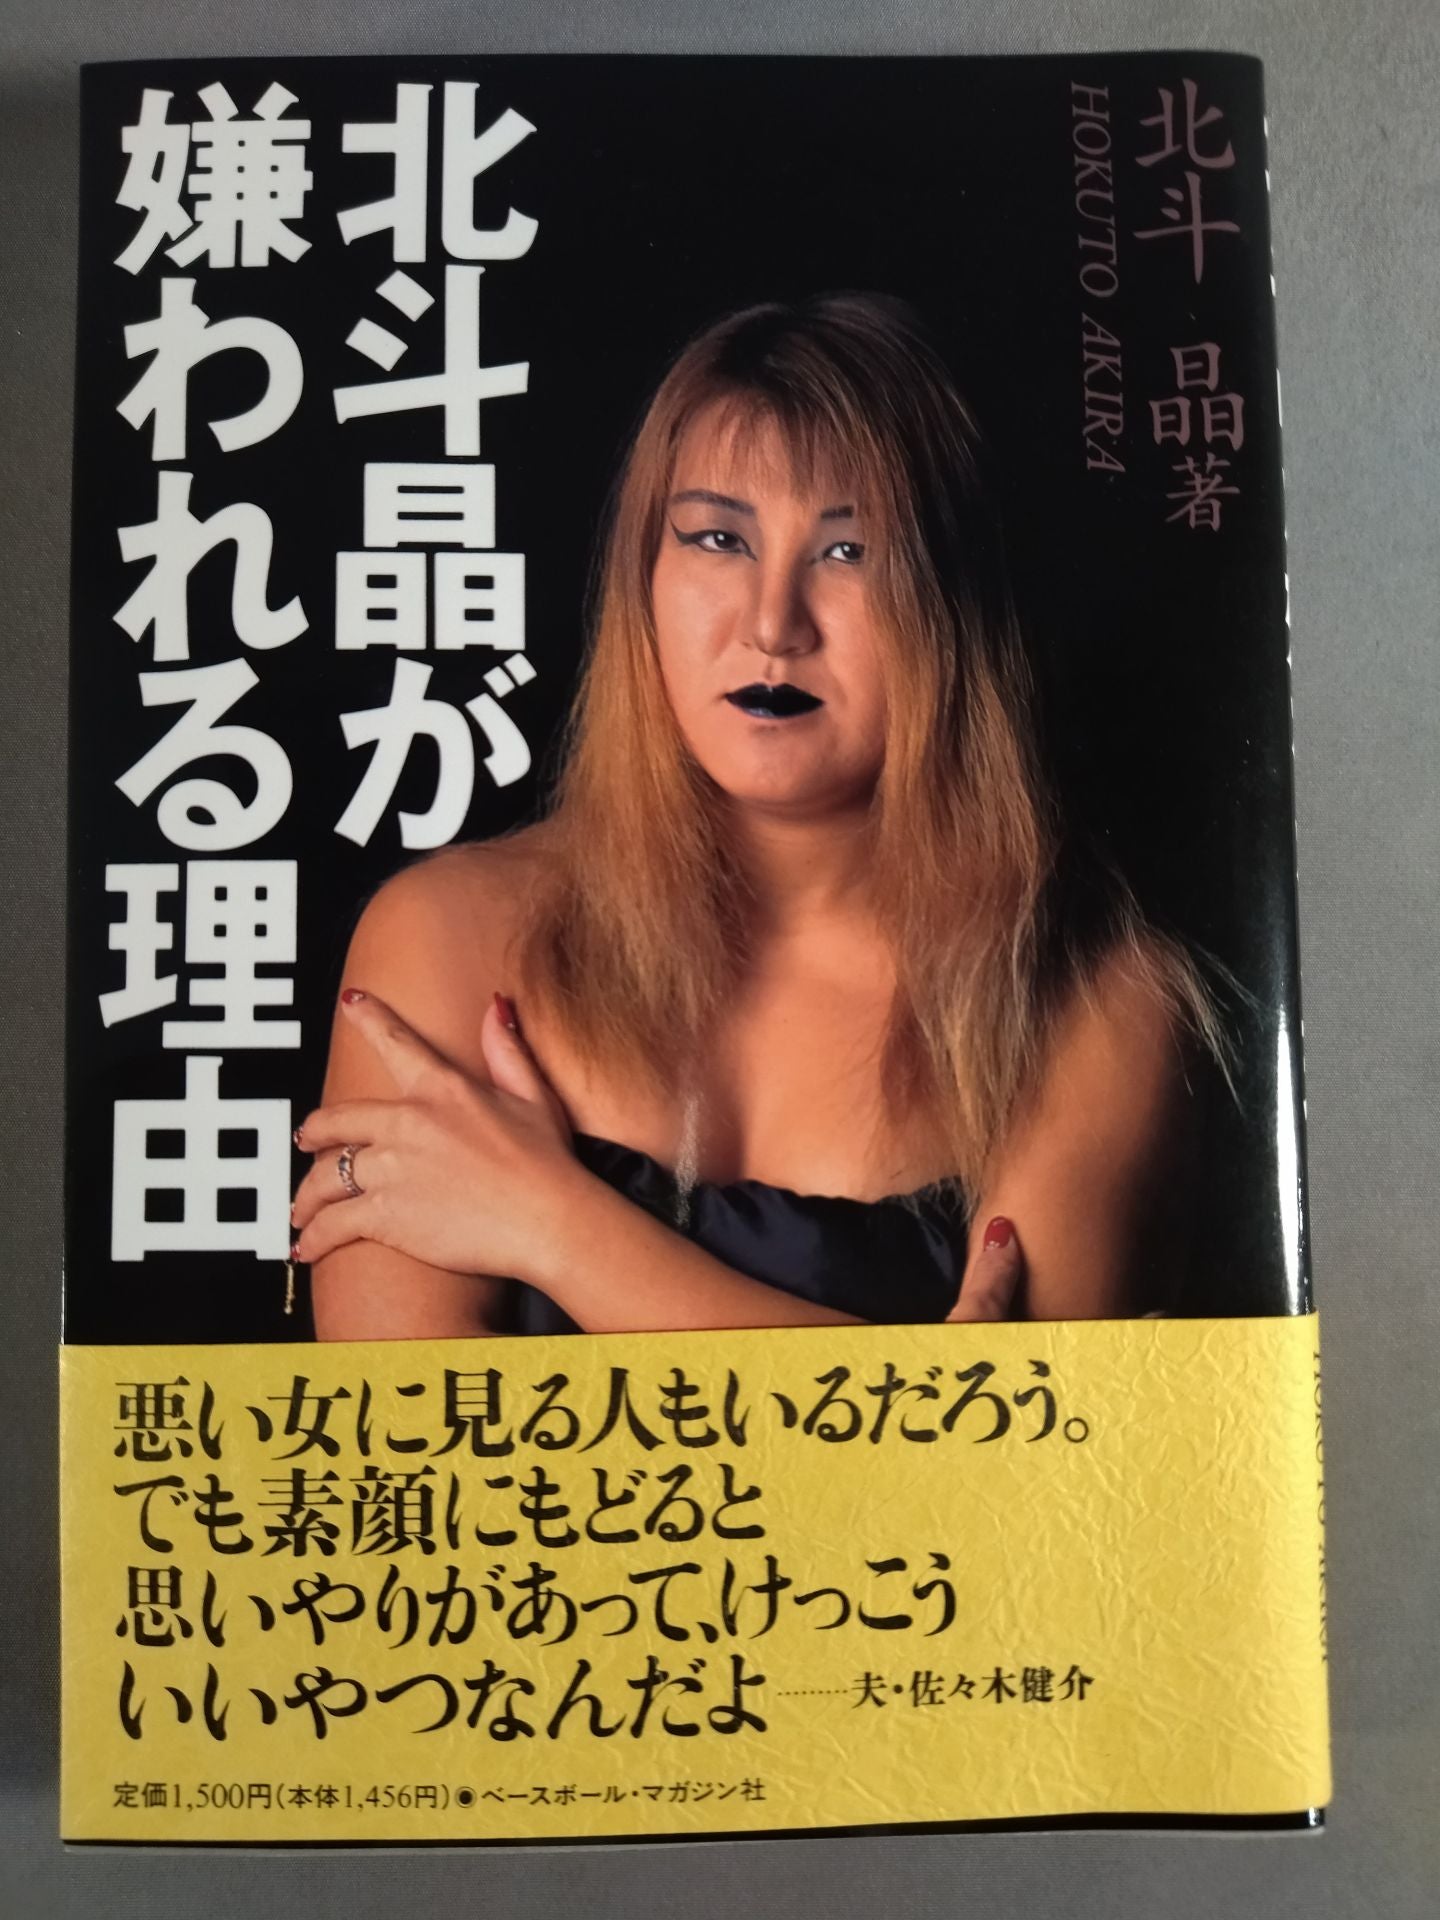 北斗 晶 著
HOKUTO AKIRA
北斗晶が
嫌われる理由
悪い女に見る人もいるだろう。
でも素顔にもどると
思いやりがあって、けっこう
いいやつなんだよ………夫・佐々木健介
定価1,500円(本体1,456円)◉ベースボール・マガジン社